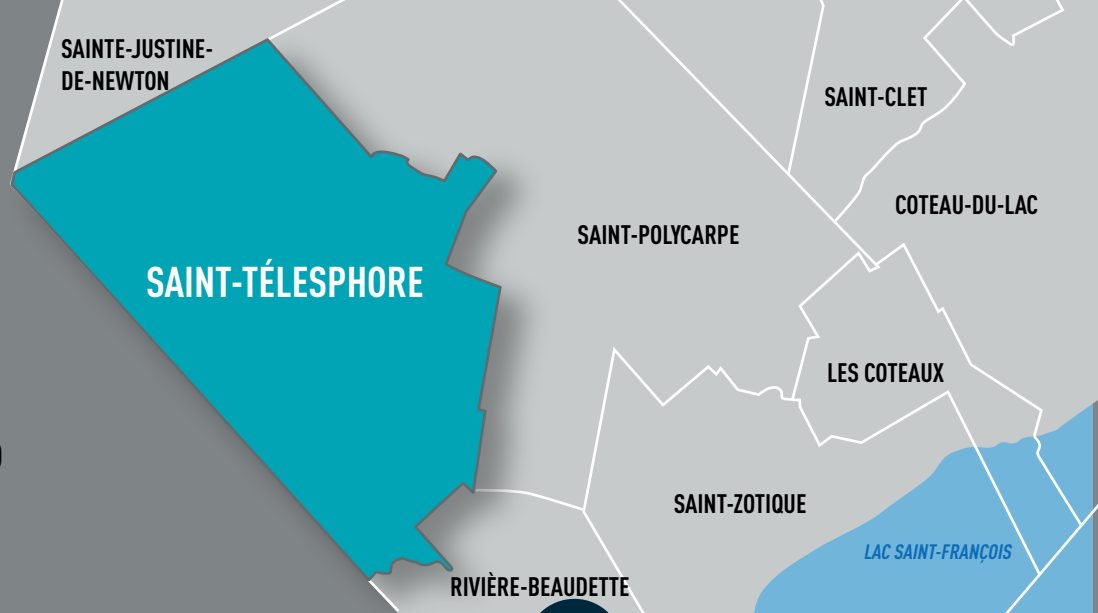 SAINTE-JUSTINE-
DE-NEWTON
SAINT-CLET
COTEAU-DU-LAC
SAINT-POLYCARPE
SAINT-TÉLESPHORE
LES COTEAUX
SAINT-ZOTIQUE
LAC SAINT-FRANÇOIS
RIVIÈRE-BEAUDETTE